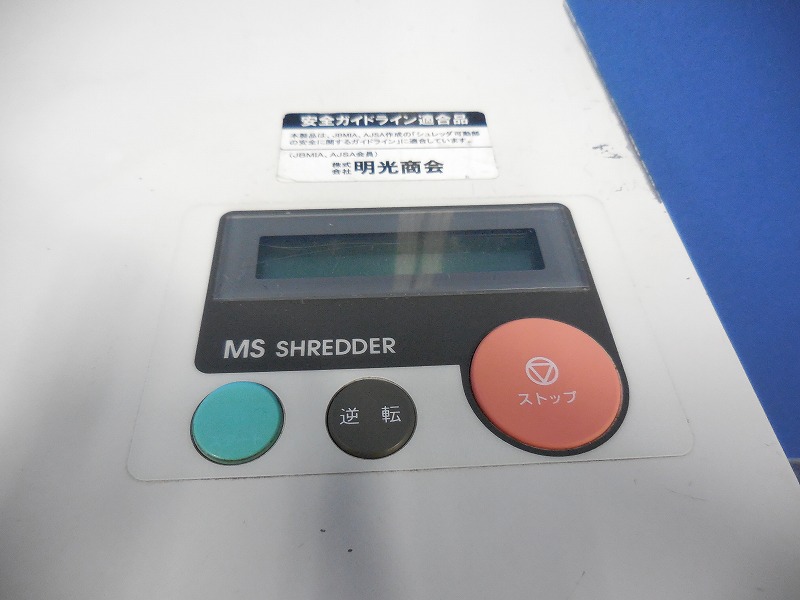 安全ガイドライン適合品
本製品は、JBMIA、AJSA作成の「シュレッダ可動部
の安全に関するガイドライン」に適合しています。
(JBMIA、AJSA会員)
株式会社 明光商会
MS SHREDDER
逆 転
ストップ